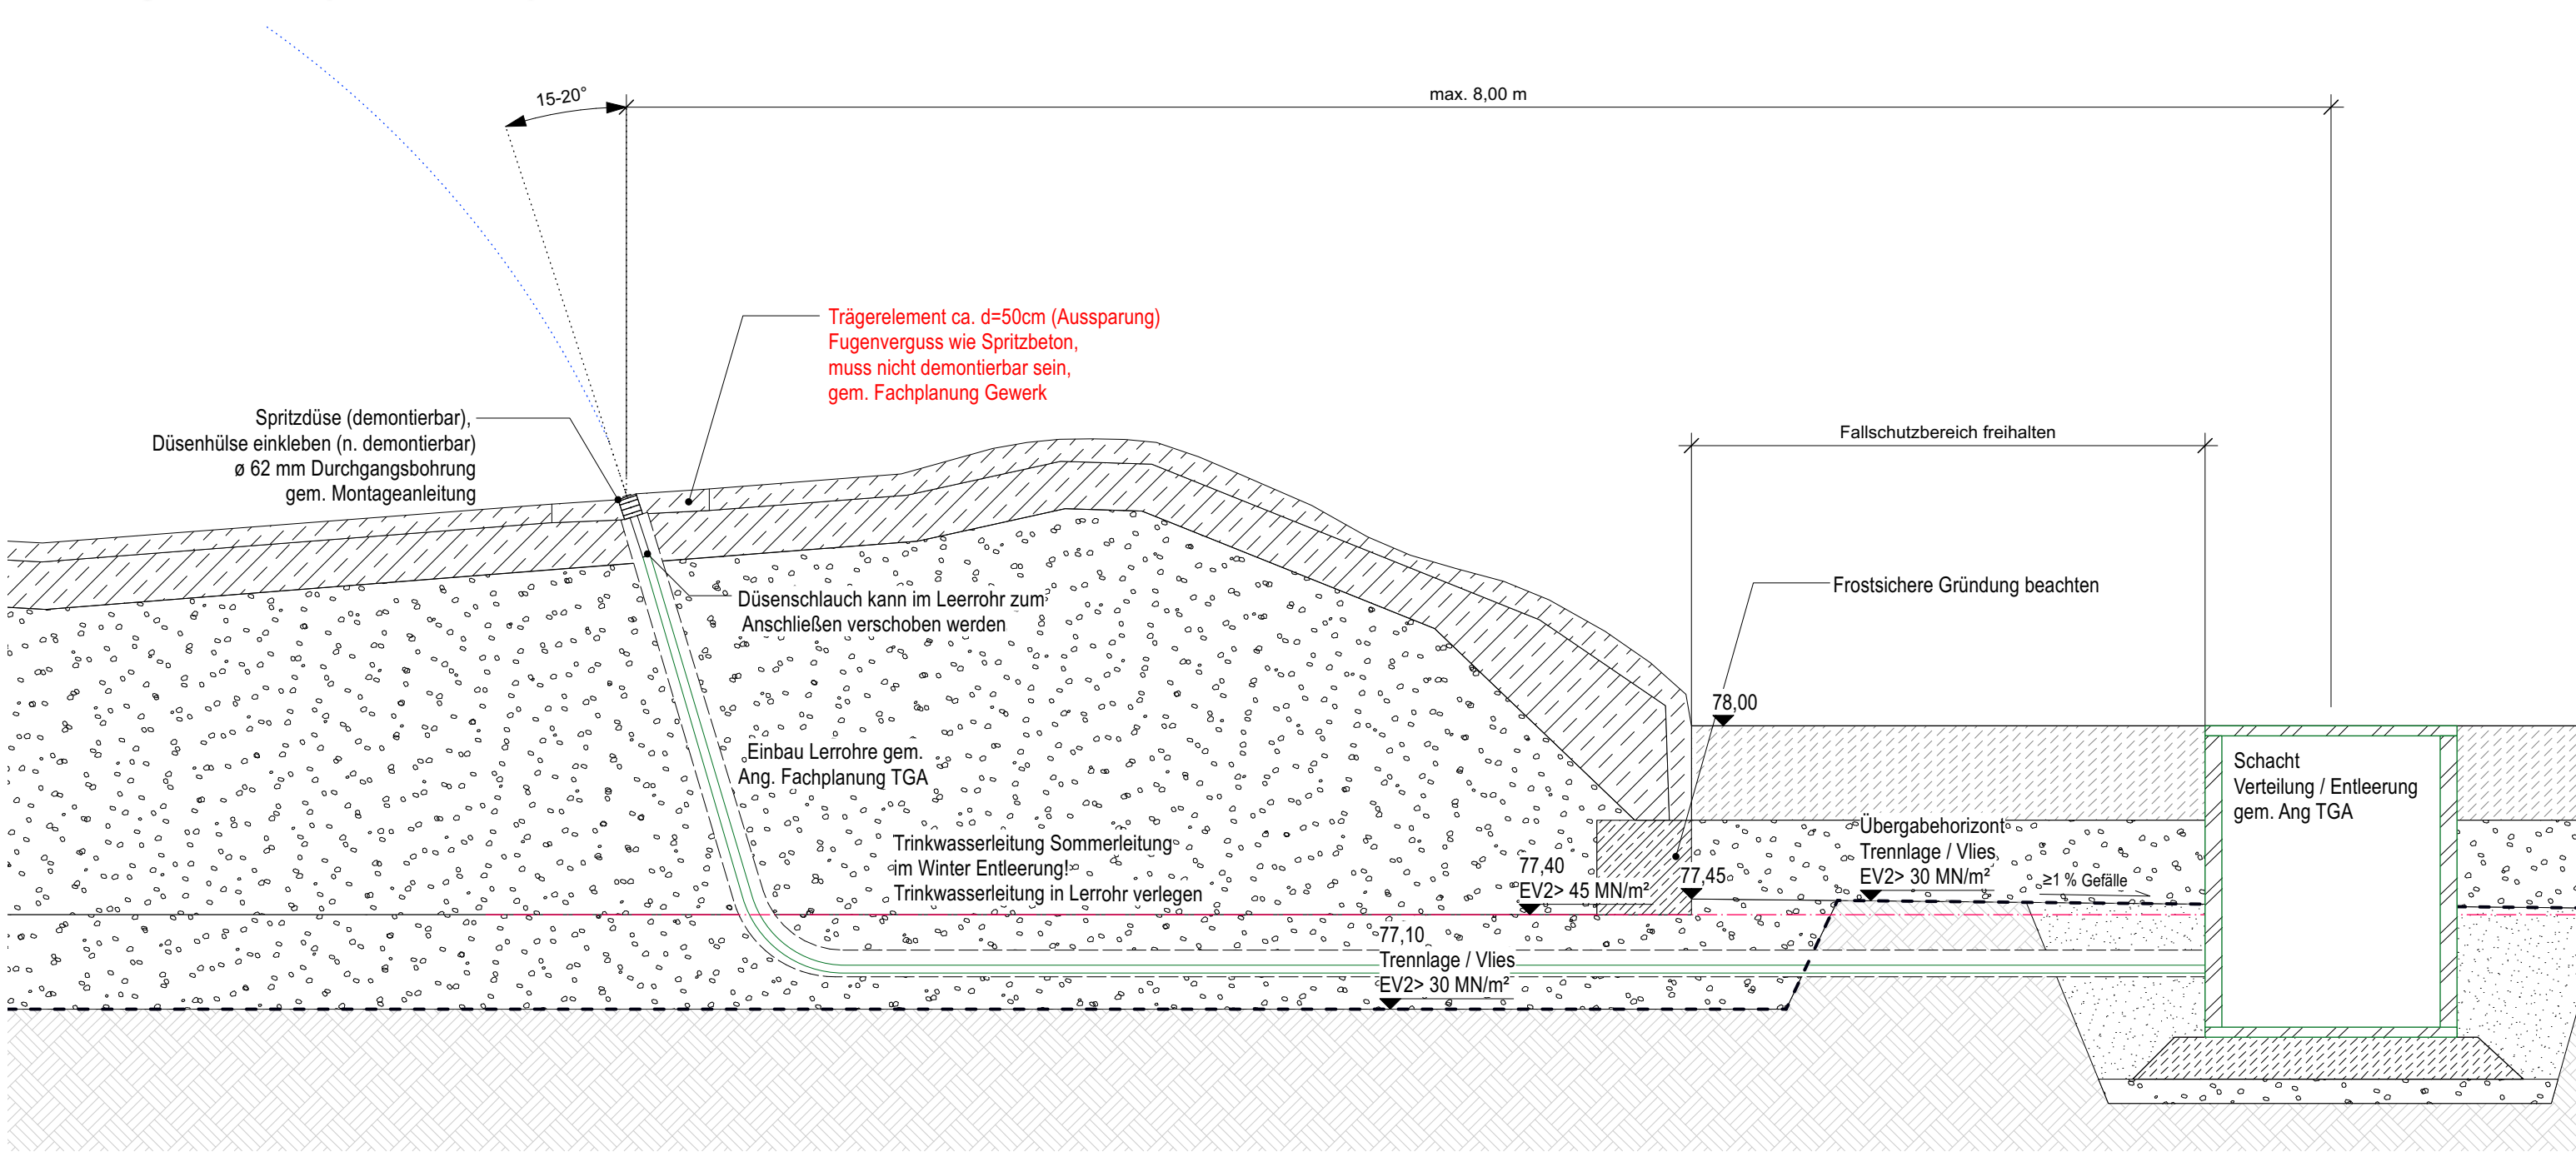 15-20°
max. 8,00 m
Trägerelement ca. d=50cm (Aussparung)
Fugenverguss wie Spritzbeton,
muss nicht demontierbar sein,
gem. Fachplanung Gewerk
Spritzdüse (demontierbar),
Düsenhülse einkleben (n. demontierbar)
ø 62 mm Durchgangsbohrung
gem. Montageanleitung
Fallschutzbereich freihalten
Düsenschlauch kann im Leerrohr zum
Anschließen verschoben werden
Frostsichere Gründung beachten
78,00
Einbau Lerrohre gem.
Ang. Fachplanung TGA
Schacht
Verteilung / Entleerung
gem. Ang TGA
Trinkwasserleitung Sommerleitung
im Winter Entleerung!
Trinkwasserleitung in Lerrohr verlegen
77,40
EV2> 45 MN/m²
77,45
Übergabehorizont
Trennlage / Vlies
EV2> 30 MN/m²
≥1 % Gefälle
77,10
Trennlage / Vlies
EV2> 30 MN/m²